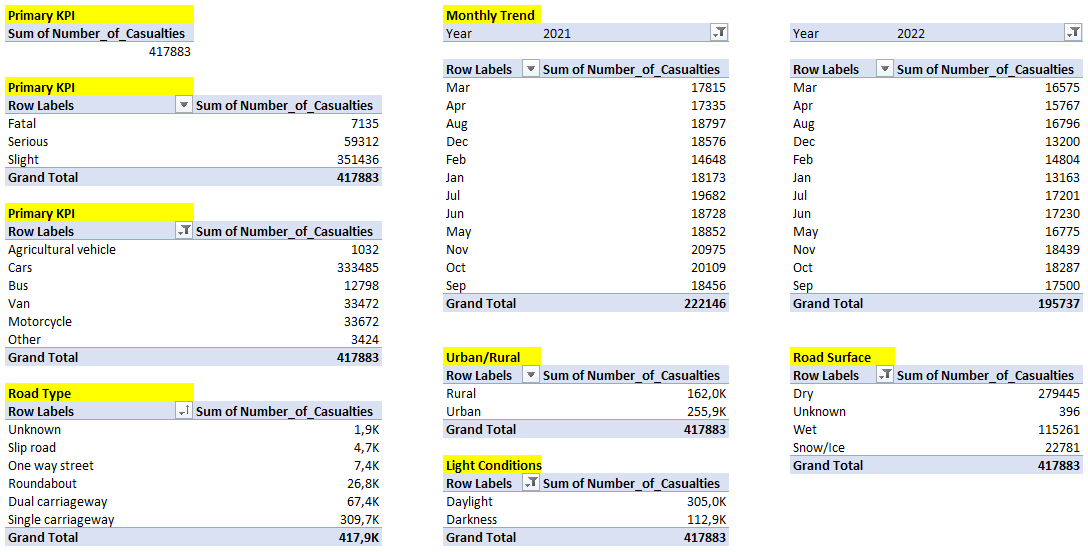 Primary KPI
Sum of Number_of_Casualties
417883
Primary KPI
Row Labels Sum of Number_of_Casualties
Fatal 7135
Serious 59312
Slight 351436
Grand Total 417883
Primary KPI
Row Labels Sum of Number_of_Casualties
Agricultural vehicle 1032
Cars 333485
Bus 12798
Van 33472
Motorcycle 33672
Other 3424
Grand Total 417883
Road Type
Row Labels Sum of Number_of_Casualties
Unknown 1,9K
Slip road 4,7K
One way street 7,4K
Roundabout 26,8K
Dual carriageway 67,4K
Single carriageway 309,7K
Grand Total 417,9K
Monthly Trend
Year 2021
Row Labels Sum of Number_of_Casualties
Mar 17815
Apr 17335
Aug 18797
Dec 18576
Feb 14648
Jan 18173
Jul 19682
Jun 18728
May 18852
Nov 20975
Oct 20109
Sep 18456
Grand Total 222146
Year 2022
Row Labels Sum of Number_of_Casualties
Mar 16575
Apr 15767
Aug 16796
Dec 13200
Feb 14804
Jan 13163
Jul 17201
Jun 17230
May 16775
Nov 18439
Oct 18287
Sep 17500
Grand Total 195737
Urban/Rural
Row Labels Sum of Number_of_Casualties
Rural 162,0K
Urban 255,9K
Grand Total 417883
Light Conditions
Row Labels Sum of Number_of_Casualties
Daylight 305,0K
Darkness 112,9K
Grand Total 417883
Road Surface
Row Labels Sum of Number_of_Casualties
Dry 279445
Unknown 396
Wet 115261
Snow/Ice 22781
Grand Total 417883